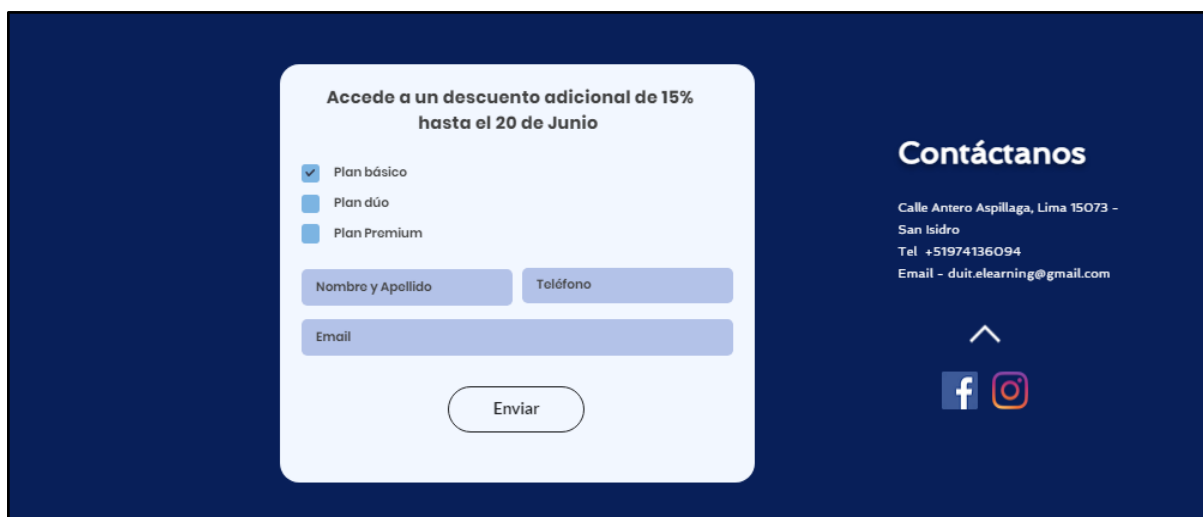 Accede a un descuento adicional de 15%
hasta el 20 de Junio
Plan básico
Plan dúo
Plan Premium
Nombre y Apellido
Teléfono
Email
Enviar
Contáctanos
Calle Antero Aspillaga, Lima 15073 -
San Isidro
Tel +51974136094
Email - duit.elearning@gmail.com